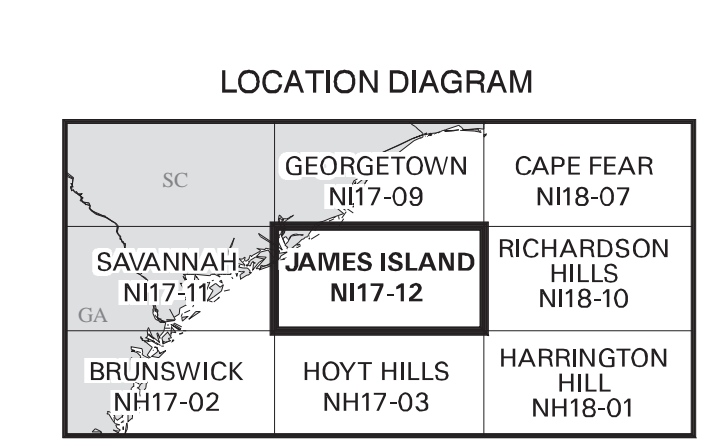 LOCATION DIAGRAM
SC
GEORGETOWN
NI17-09
CAPE FEAR
NI18-07
SAVANNAH
NI17-11
GA
JAMES ISLAND
NI17-12
RICHARDSON
HILLS
NI18-10
BRUNSWICK
NH17-02
HOYT HILLS
NH17-03
HARRINGTON
HILL
NH18-01